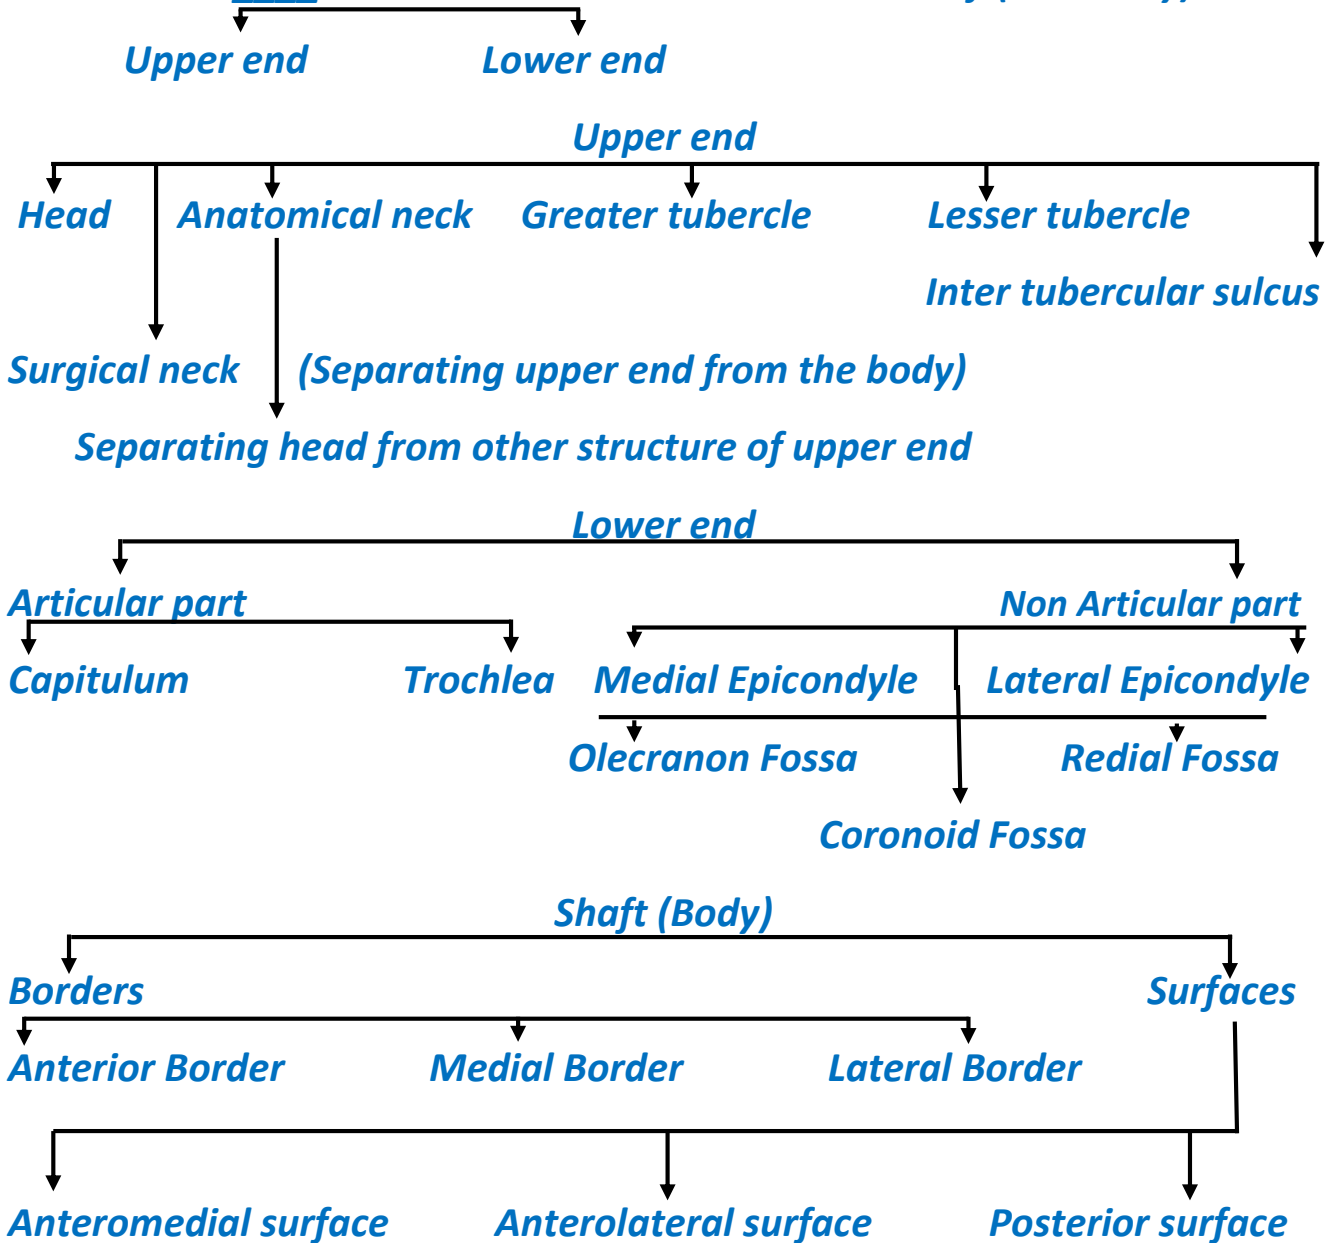 Upper end Lower end
Upper end
Head Anatomical neck Greater tubercle Lesser tubercle
Inter tubercular sulcus
Surgical neck (Separating upper end from the body)
Separating head from other structure of upper end
Lower end
Articular part Non Articular part
Capitulum Trochlea Medial Epicondyle Lateral Epicondyle
Olecranon Fossa Redial Fossa
Coronoid Fossa
Shaft (Body)
Borders Surfaces
Anterior Border Medial Border Lateral Border
Anteromedial surface Anterolateral surface Posterior surface